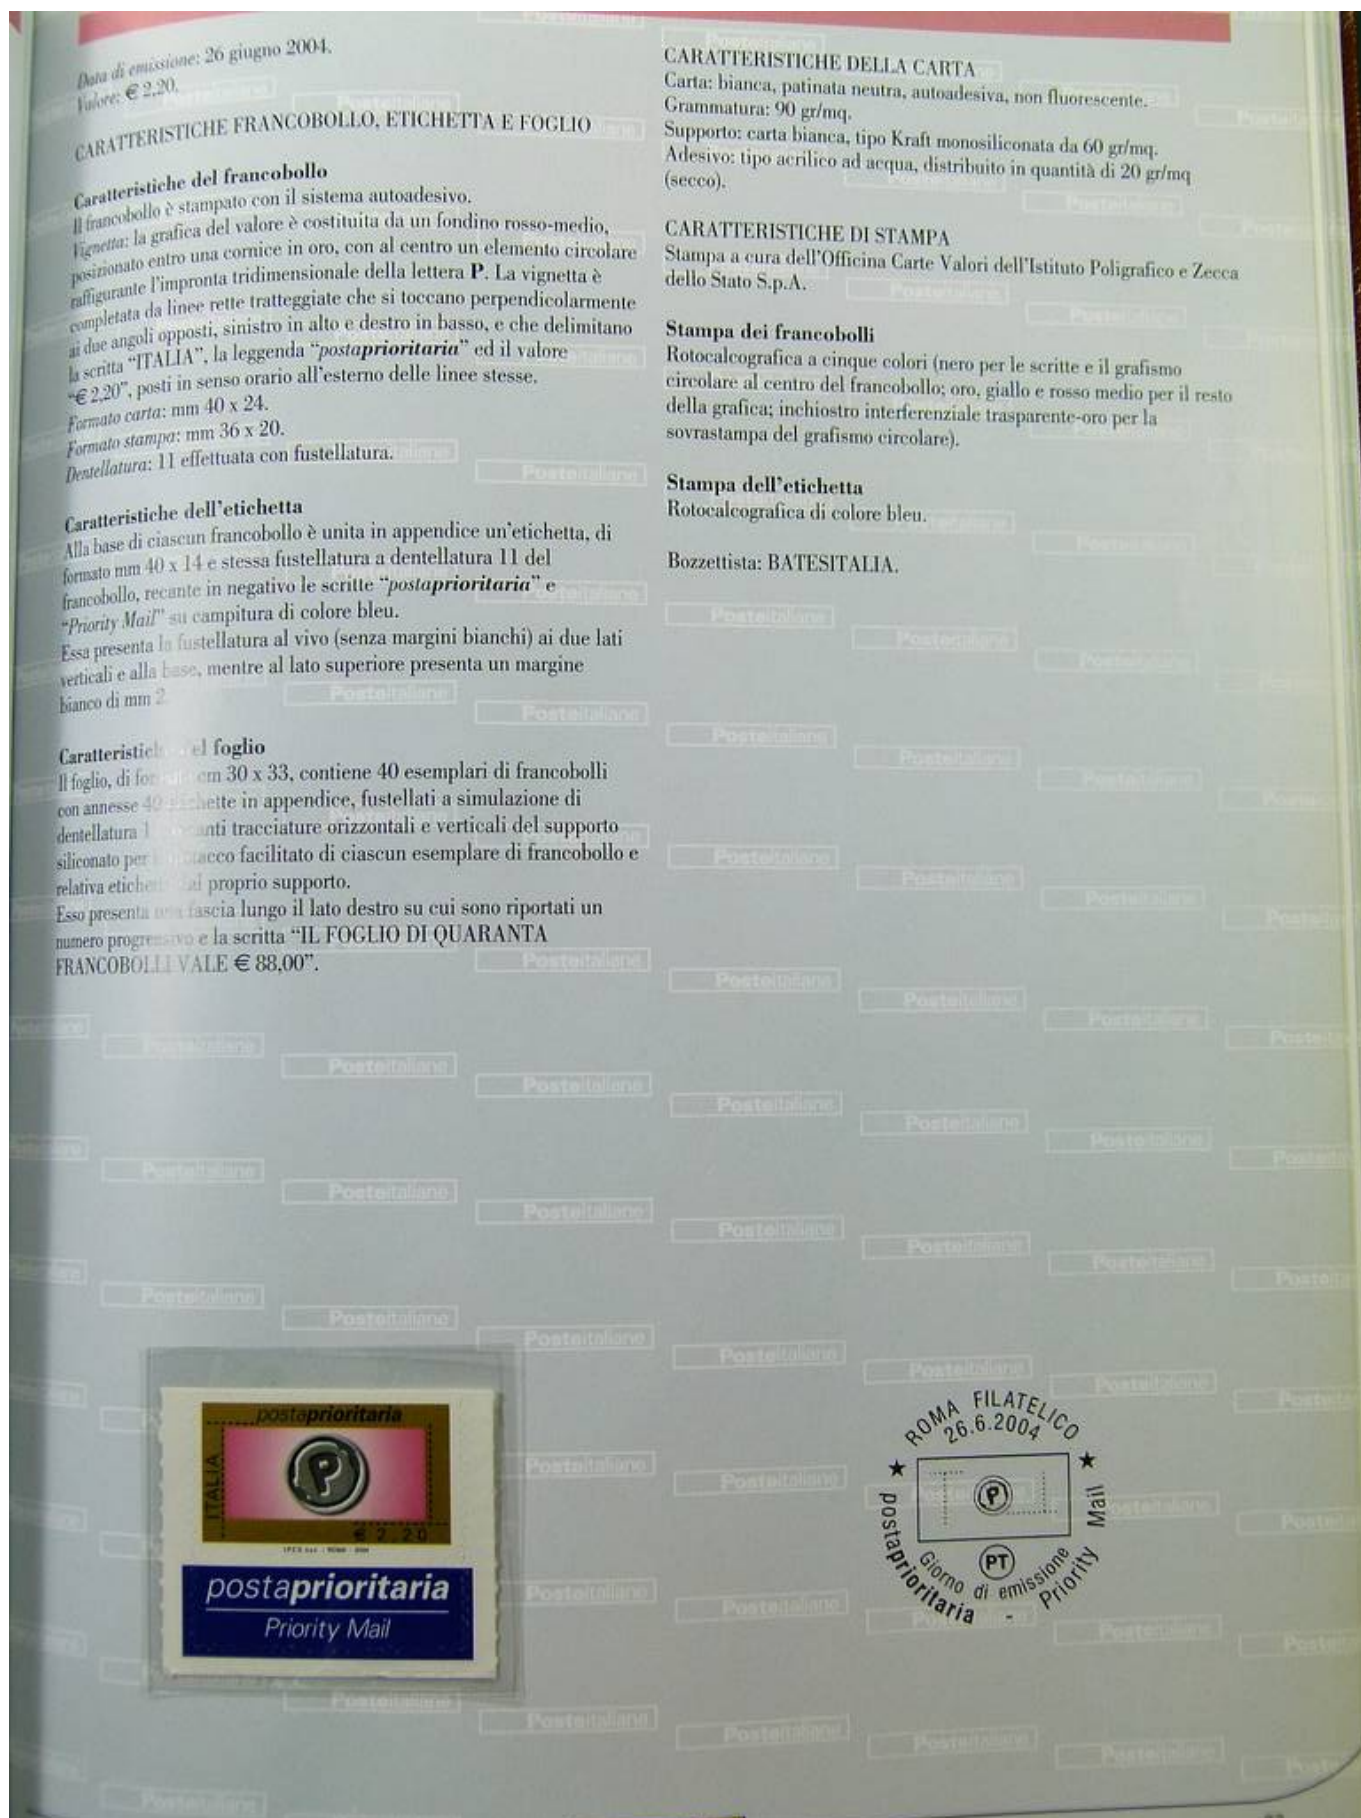 Data di emissione: 26 giugno 2004.
Valore: € 2,20.
CARATTERISTICHE FRANCOBOLLO, ETICHETTA E FOGLIO
Caratteristiche del francobollo
Il francobollo è stampato con il sistema autoadesivo.
Vignetta: la grafica del valore è costituita da un fondino rosso-medio,
posizionato entro una cornice in oro, con al centro un elemento circolare
raffigurante l'impronta tridimensionale della lettera P. La vignetta è
completata da linee rette tratteggiate che si toccano perpendicolarmente
ai due angoli opposti, sinistro in alto e destro in basso, e che delimitano
la scritta “ITALIA”, la leggenda “postaprioritaria” ed il valore
“€ 2,20”, posti in senso orario all'esterno delle linee stesse.
Formato carta: mm 40 x 24.
Formato stampa: mm 36 x 20.
Dentellatura: 11 effettuata con fustellatura.
Caratteristiche dell'etichetta
Alla base di ciascun francobollo è unita in appendice un'etichetta, di
formato mm 40 x 14 e stessa fustellatura a dentellatura 11 del
francobollo, recante in negativo le scritte “postaprioritaria” e
“Priority Mail” su campitura di colore bleu.
Essa presenta la fustellatura al vivo (senza margini bianchi) ai due lati
verticali e alla base, mentre al lato superiore presenta un margine
bianco di mm 2
el foglio
Il foglio, di cm 30 x 33, contiene 40 esemplari di francobolli
con annesse 40 etichette in appendice, fustellati a simulazione di
dentellatura tracciature orizzontali e verticali del supporto
siliconato per facilitato di ciascun esemplare di francobollo e
relativa proprio supporto.
Esso presenta una fascia lungo il lato destro su cui sono riportati un
numero progressivo e la scritta “IL FOGLIO DI QUARANTA
FRANCOBOLLI VALE € 88,00”.
CARATTERISTICHE DELLA CARTA
Carta: bianca, patinata neutra, autoadesiva, non fluorescente.
Grammatura: 90 gr/mq.
Supporto: carta bianca, tipo Kraft monosiliconata da 60 gr/mq.
Adesivo: tipo acrilico ad acqua, distribuito in quantità di 20 gr/mq
(secco).
CARATTERISTICHE DI STAMPA
Stampa a cura dell'Officina Carte Valori dell'Istituto Poligrafico e Zecca
dello Stato S.p.A.
Stampa dei francobolli
Rotocalcografica a cinque colori (nero per le scritte e il grafismo
circolare al centro del francobollo; oro, giallo e rosso medio per il resto
della grafica; inchiostro interferenziale trasparente-oro per la
sovrastampa del grafismo circolare).
Stampa dell'etichetta
Rotocalcografica di colore bleu.
Bozzettista: BATESITALIA.
postaprioritaria
ITALIA
P
€ 2,20
postaprioritaria
Priority Mail
ROMA FILATELICO
26.6.2004
P
PT
Giorno di emissione
postaprioritaria - Priority Mail
Posteitaliane